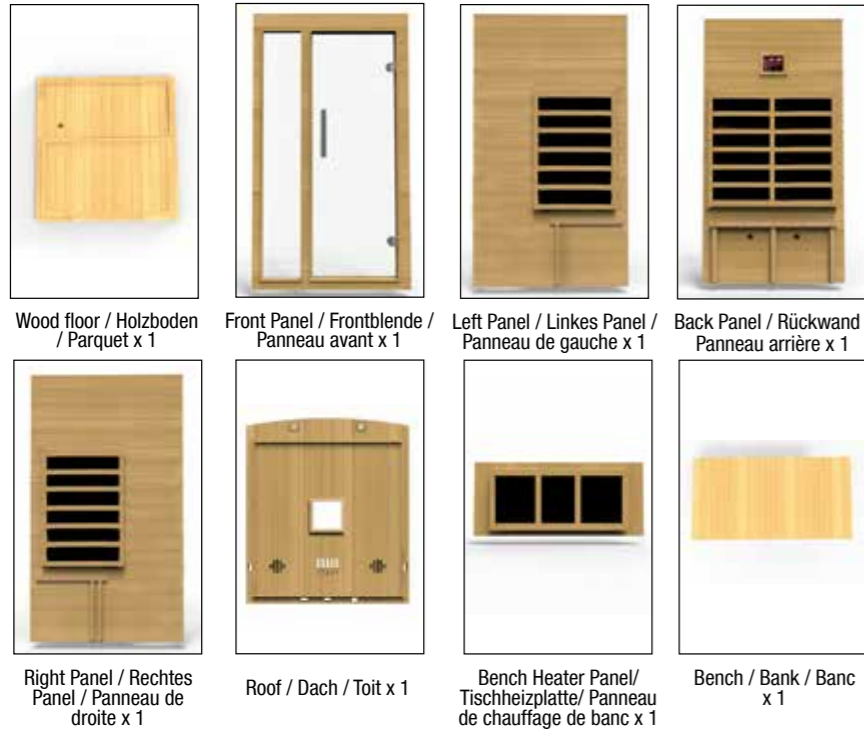 Wood floor / Holzboden
/ Parquet x 1
Front Panel / Frontblende /
Panneau avant x 1
Left Panel / Linkes Panel /
Panneau de gauche x 1
Back Panel / Rückwand
Panneau arrière x 1
Right Panel / Rechtes
Panel / Panneau de
droite x 1
Roof / Dach / Toit x 1
Bench Heater Panel/
Tischheizplatte/ Panneau
de chauffage de banc x 1
Bench / Bank / Banc
x 1